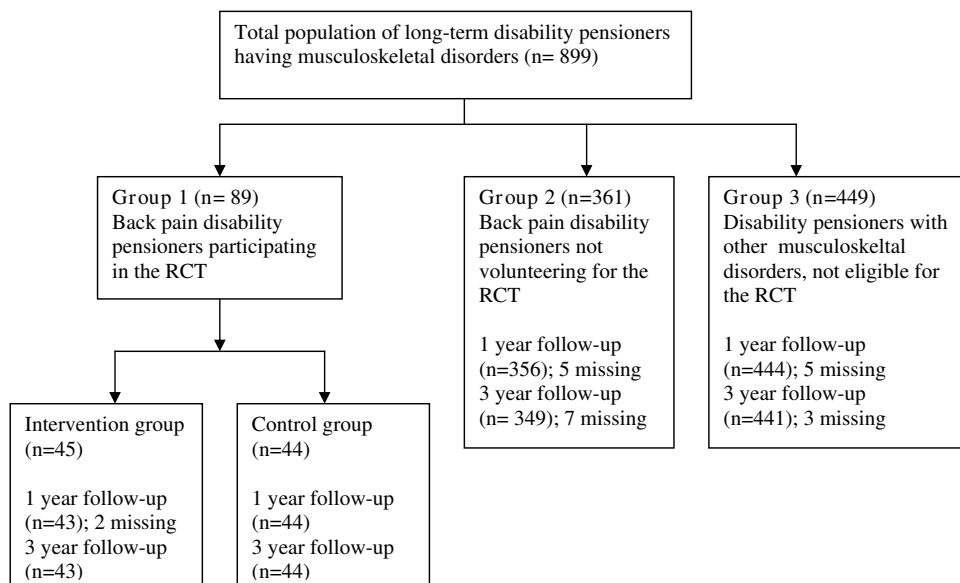 Total population of long-term disability pensioners
having musculoskeletal disorders (n= 899)
Group 1 (n= 89)
Back pain disability
pensioners participating
in the RCT
Group 2 (n=361)
Back pain disability
pensioners not
volunteering for the
RCT
1 year follow-up
(n=356); 5 missing
3 year follow-up
(n= 349); 7 missing
Group 3 (n=449)
Disability pensioners with
other musculoskeltal
disorders, not eligible for
the RCT
1 year follow-up
(n=444); 5 missing
3 year follow-up
(n=441); 3 missing
Intervention group
(n=45)
1 year follow-up
(n=43); 2 missing
3 year follow-up
(n=43)
Control group
(n=44)
1 year follow-up
(n=44)
3 year follow-up
(n=44)